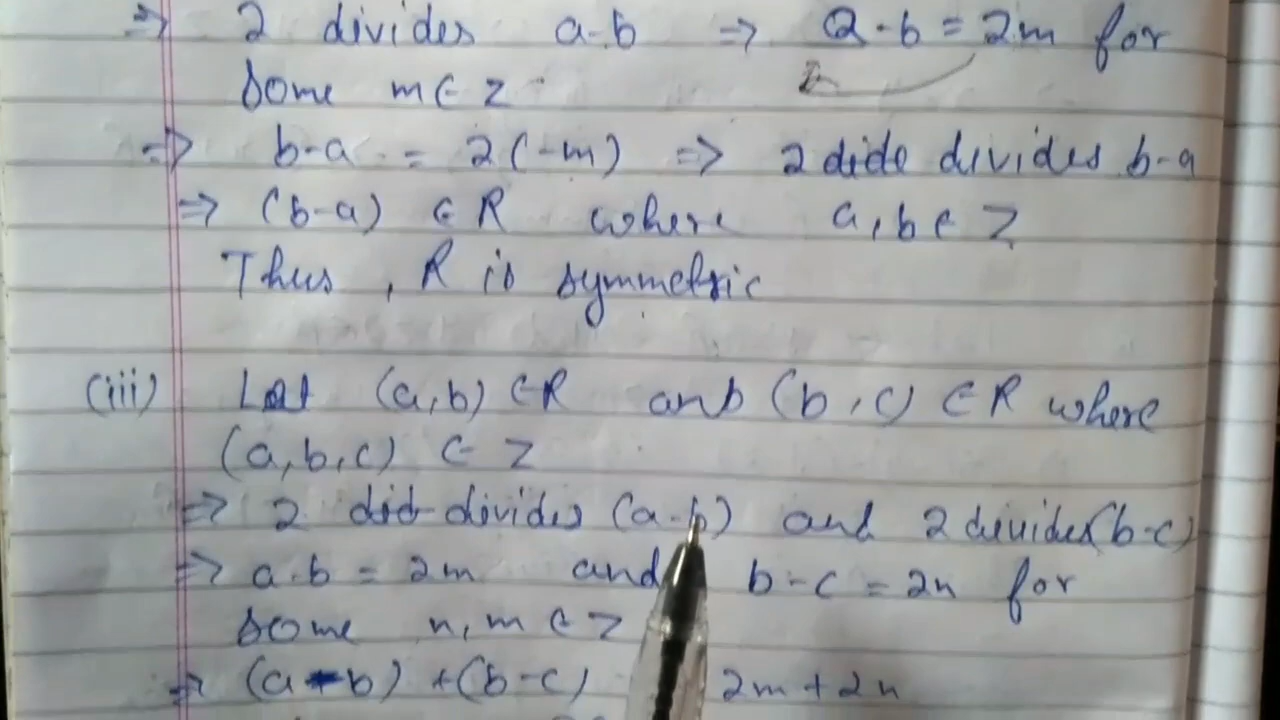 ⇒ 2 divides a-b ⇒ a-b = 2m for
some m ∈ Z
⇒ b-a = 2(-m) ⇒ 2 dide divides b-a
⇒ (b-a) ∈ R where a,b ∈ Z
Thus, R is symmetric
(iii) Let (a,b) ∈ R and (b,c) ∈ R where
(a,b,c) ∈ Z
⇒ 2 did divides (a-b) and 2 divides (b-c)
⇒ a-b = 2m and b-c = 2n for
some n,m ∈ Z
⇒ (a-b) + (b-c) 2m+2n